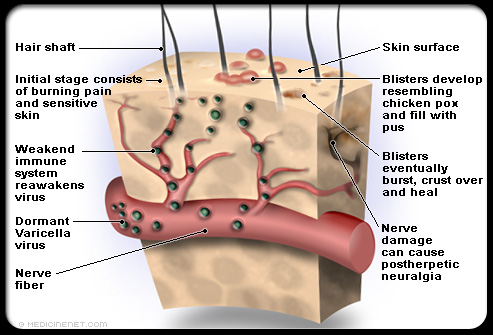 Hair shaft
Initial stage consists
of burning pain
and sensitive
skin
Weakend
immune
system
reawakens
virus
Dormant
Varicella
virus
Nerve
fiber
Skin surface
Blisters develop
resembling
chicken pox
and fill with
pus
Blisters
eventually
burst, crust over
and heal
Nerve
damage
can cause
postherpetic
neuralgia
© MEDICINENET.COM